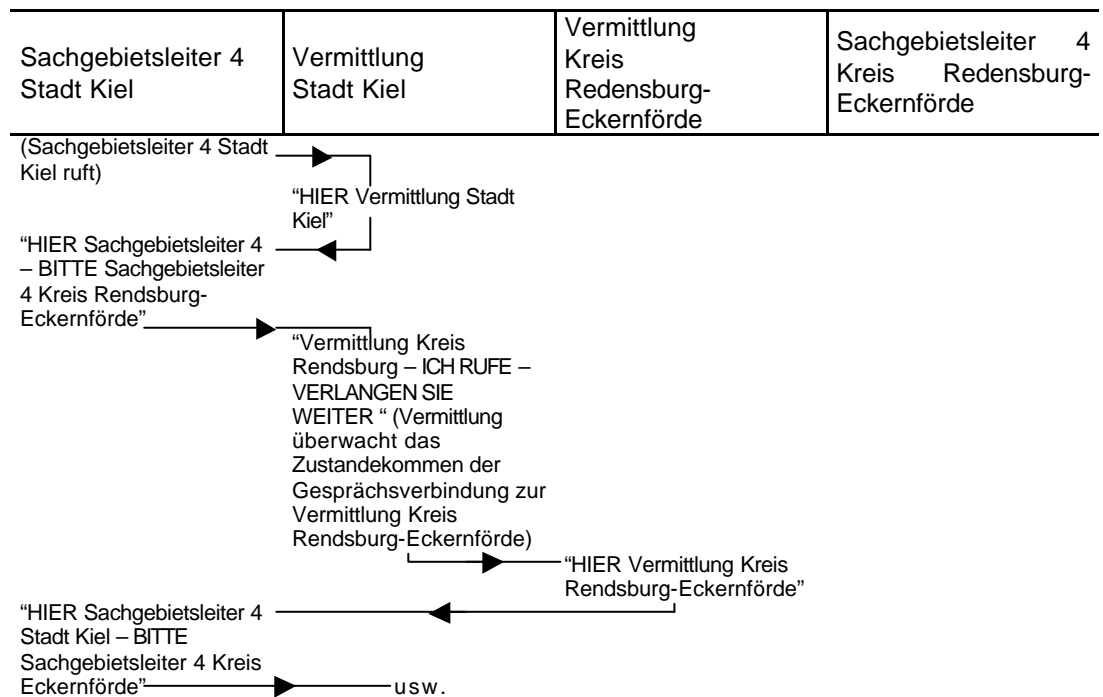 Sachgebietsleiter 4
Stadt Kiel
Vermittlung
Stadt Kiel
Vermittlung
Kreis
Redensburg-
Eckernförde
Sachgebietsleiter 4
Kreis Redensburg-
Eckernförde
(Sachgebietsleiter 4 Stadt
Kiel ruft)
“HIER Vermittlung Stadt
Kiel”
“HIER Sachgebietsleiter 4
– BITTE Sachgebietsleiter
4 Kreis Rendsburg-
Eckernförde”
“Vermittlung Kreis
Rendsburg – ICH RUFE –
VERLANGEN SIE
WEITER “ (Vermittlung
überwacht das
Zustandekommen der
Gesprächsverbindung zur
Vermittlung Kreis
Rendsburg-Eckernförde)
“HIER Vermittlung Kreis
Rendsburg-Eckernförde”
“HIER Sachgebietsleiter 4
Stadt Kiel – BITTE
Sachgebietsleiter 4 Kreis
Eckernförde”
usw.